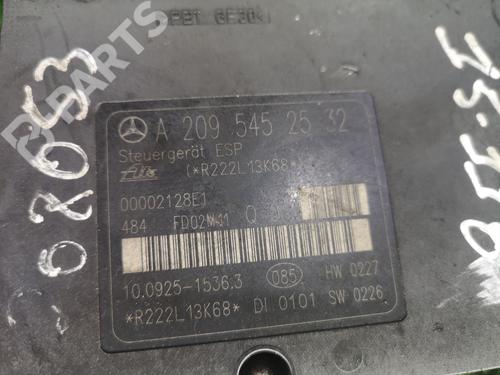 A 209 545 25 32
Steuergerät ESP
(*R222L13K68*
00002128E1
484 FD02M41 Q
10.0925-1536.3 085 HW 0227
*R222L13K68* DI 0101 SW 0226
08053